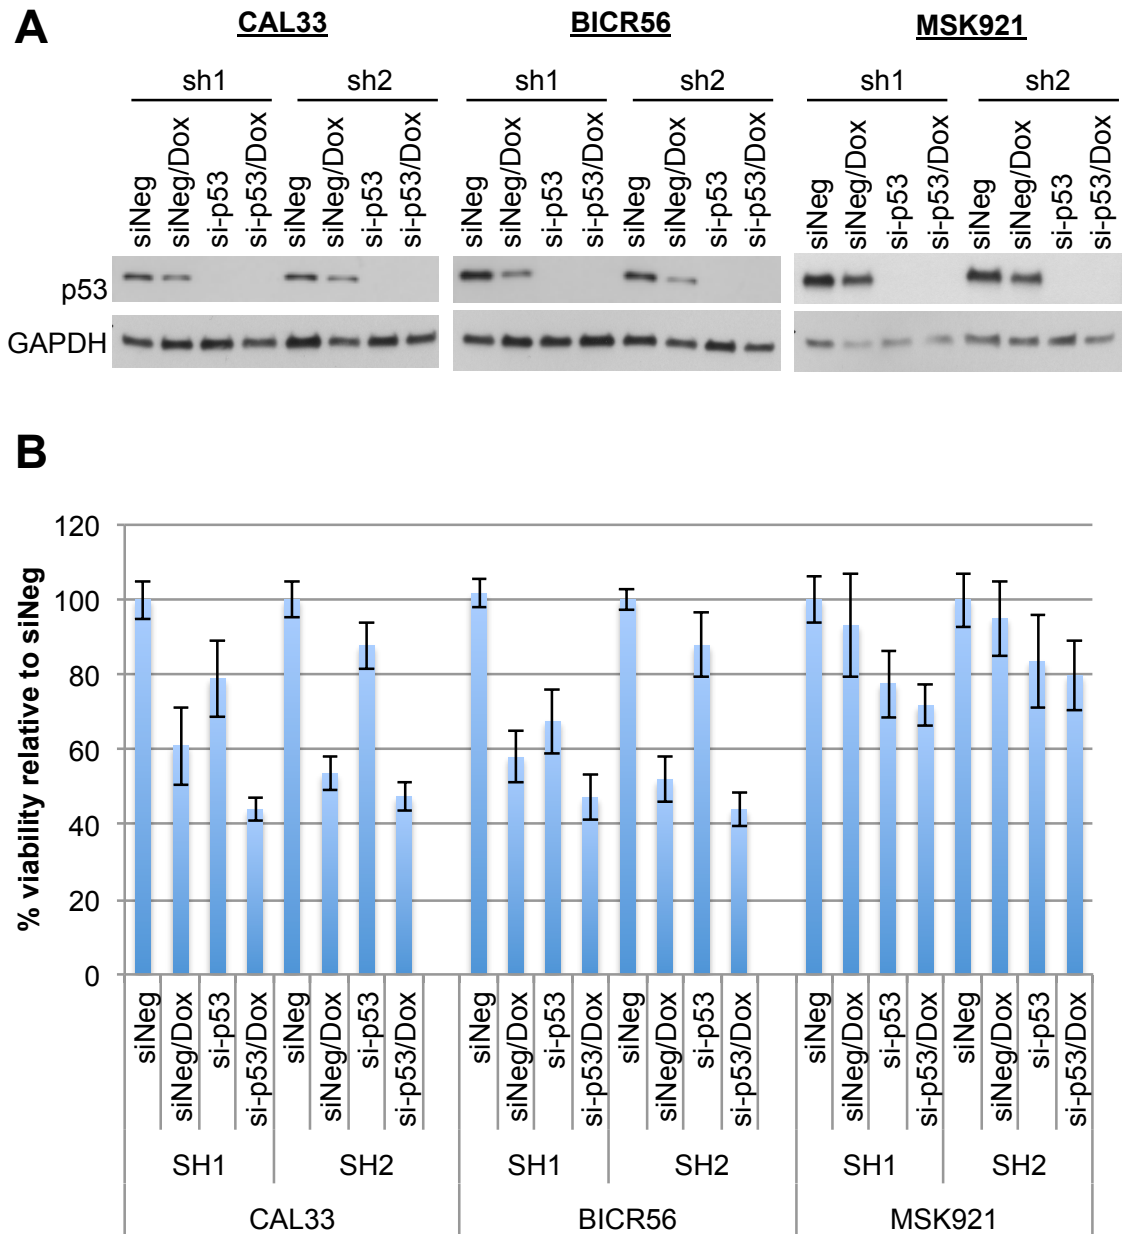 A
CAL33 BICR56 MSK921
sh1 sh2 sh1 sh2 sh1 sh2
siNeg siNeg/Dox si-p53 si-p53/Dox siNeg siNeg/Dox si-p53 si-p53/Dox siNeg siNeg/Dox si-p53 si-p53/Dox siNeg siNeg/Dox si-p53 si-p53/Dox siNeg siNeg/Dox si-p53 si-p53/Dox siNeg siNeg/Dox si-p53 si-p53/Dox
p53
GAPDH
B
% viability relative to siNeg
120
100
80
60
40
20
0
siNeg siNeg/Dox si-p53 si-p53/Dox siNeg siNeg/Dox si-p53 si-p53/Dox siNeg siNeg/Dox si-p53 si-p53/Dox siNeg siNeg/Dox si-p53 si-p53/Dox siNeg siNeg/Dox si-p53 si-p53/Dox siNeg siNeg/Dox si-p53 si-p53/Dox
SH1 SH2 SH1 SH2 SH1 SH2
CAL33 BICR56 MSK921